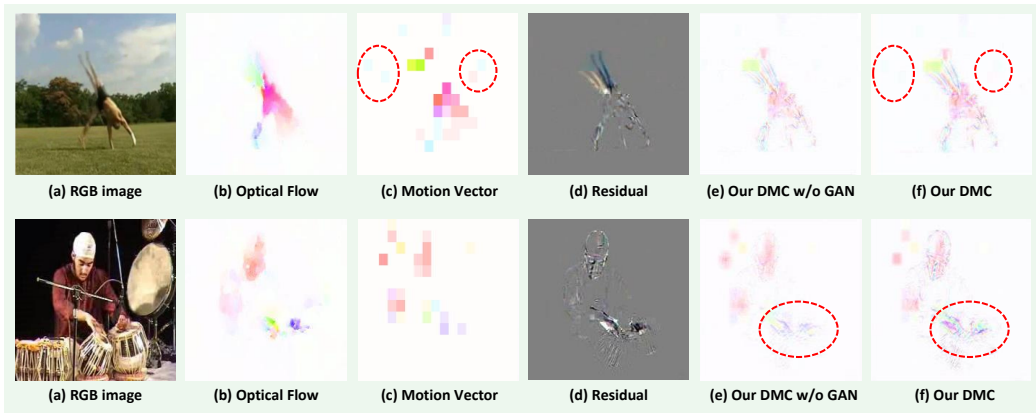 (a) RGB image (b) Optical Flow (c) Motion Vector (d) Residual (e) Our DMC w/o GAN (f) Our DMC
(a) RGB image (b) Optical Flow (c) Motion Vector (d) Residual (e) Our DMC w/o GAN (f) Our DMC